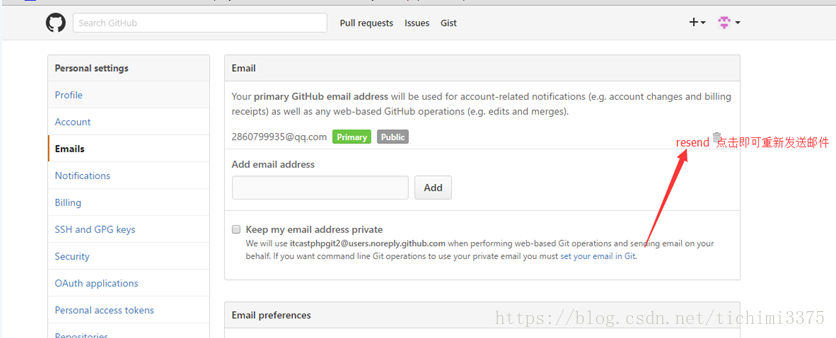 Search GitHub
Pull requests Issues Gist
Personal settings
Profile
Account
Emails
Notifications
Billing
SSH and GPG keys
Security
OAuth applications
Personal access tokens
Repositories
Email
Your primary GitHub email address will be used for account-related notifications (e.g. account changes and billing
receipts) as well as any web-based GitHub operations (e.g. edits and merges).
2860799935@qq.com Primary Public
resend 点击即可重新发送邮件
Add email address
Add
Keep my email address private
We will use itcastphpgit2@users.noreply.github.com when performing web-based Git operations and sending email on your
behalf. If you want command line Git operations to use your private email you must set your email in Git.
Email preferences
https://blog.csdn.net/tichimi3375